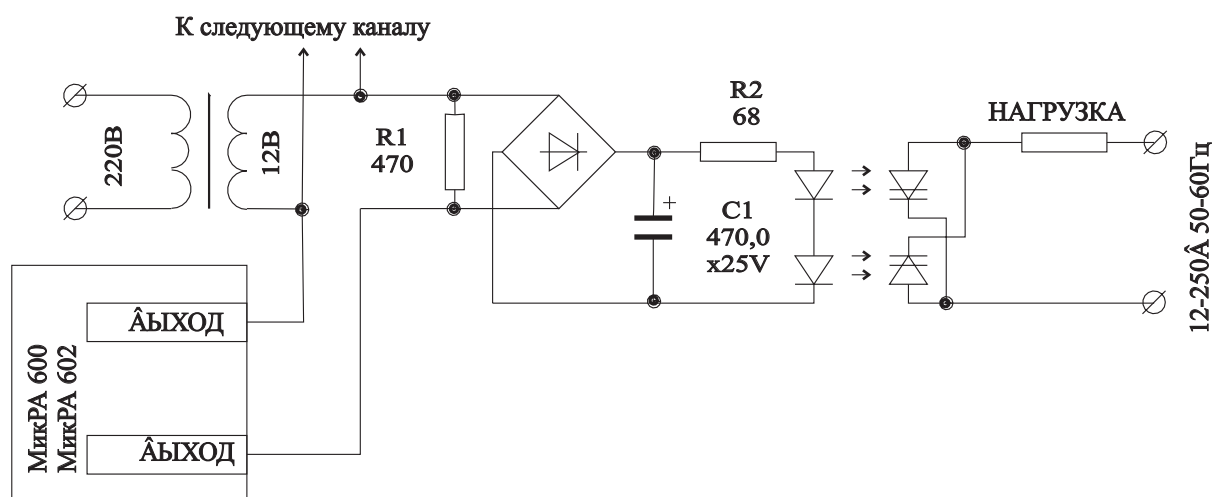 К следующему каналу
220В
12В
R1
470
R2
68
НАГРУЗКА
+
C1
470,0
x25V
12-250Â 50-60Гц
ÂЫХОД
МикРА 600
МикРА 602
ÂЫХОД